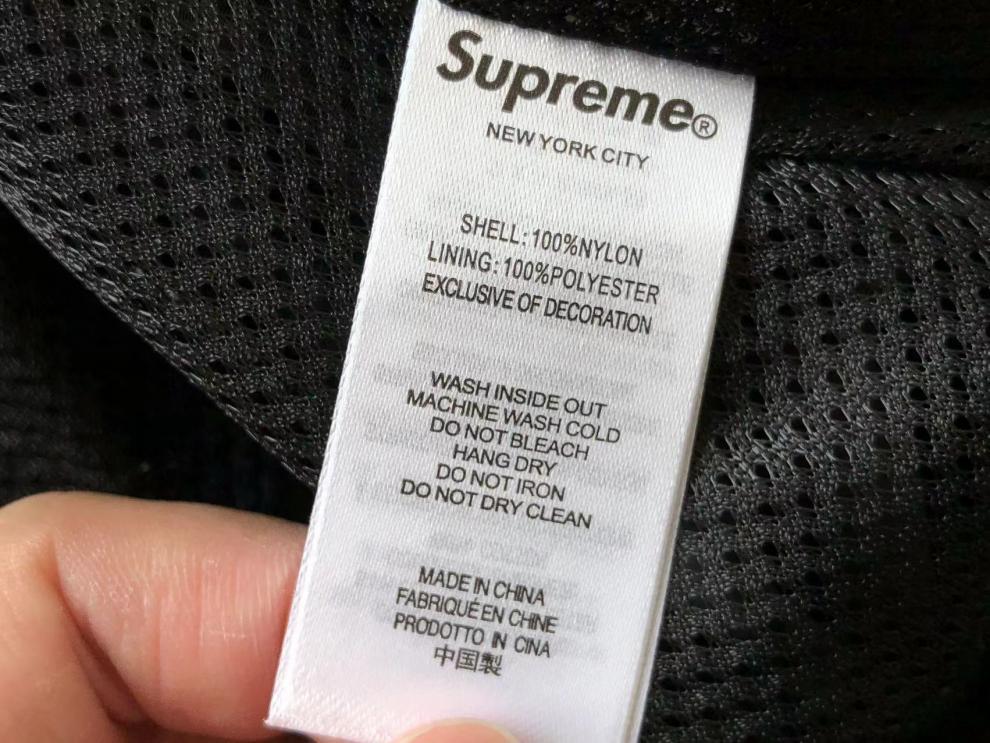 Supreme®
NEW YORK CITY
SHELL:100%NYLON
LINING:100%POLYESTER
EXCLUSIVE OF DECORATION
WASH INSIDE OUT
MACHINE WASH COLD
DO NOT BLEACH
HANG DRY
DO NOT IRON
DO NOT DRY CLEAN
MADE IN CHINA
FABRIQUÉ EN CHINE
PRODOTTO IN CINA
中国製